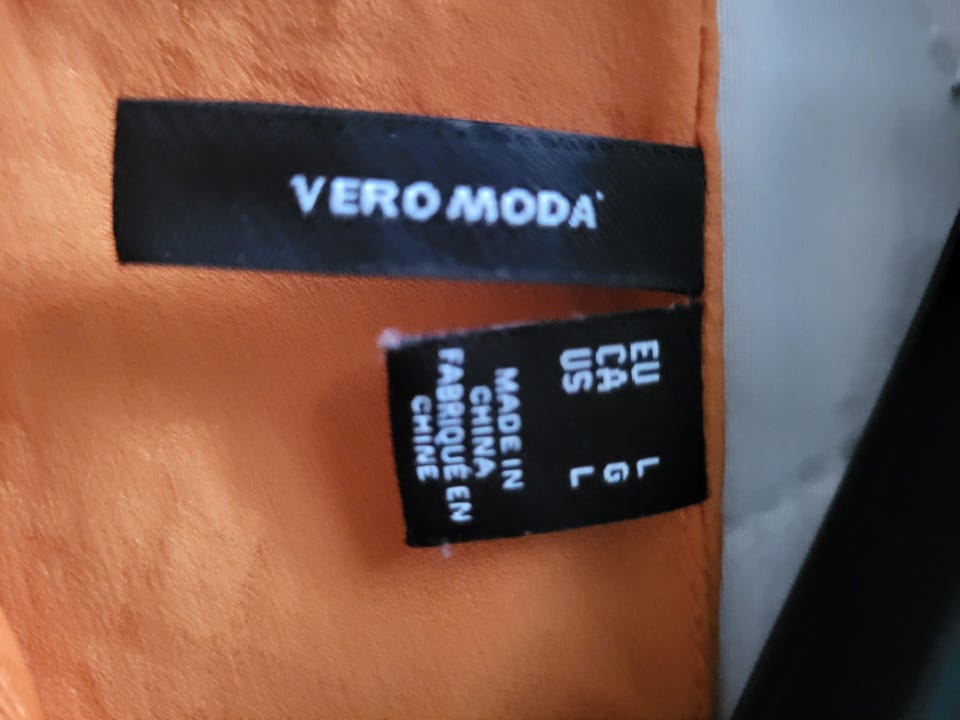 VERO MODA
EU L
CA G
US L
MADE IN
CHINA
FABRIQUÉ EN
CHINE